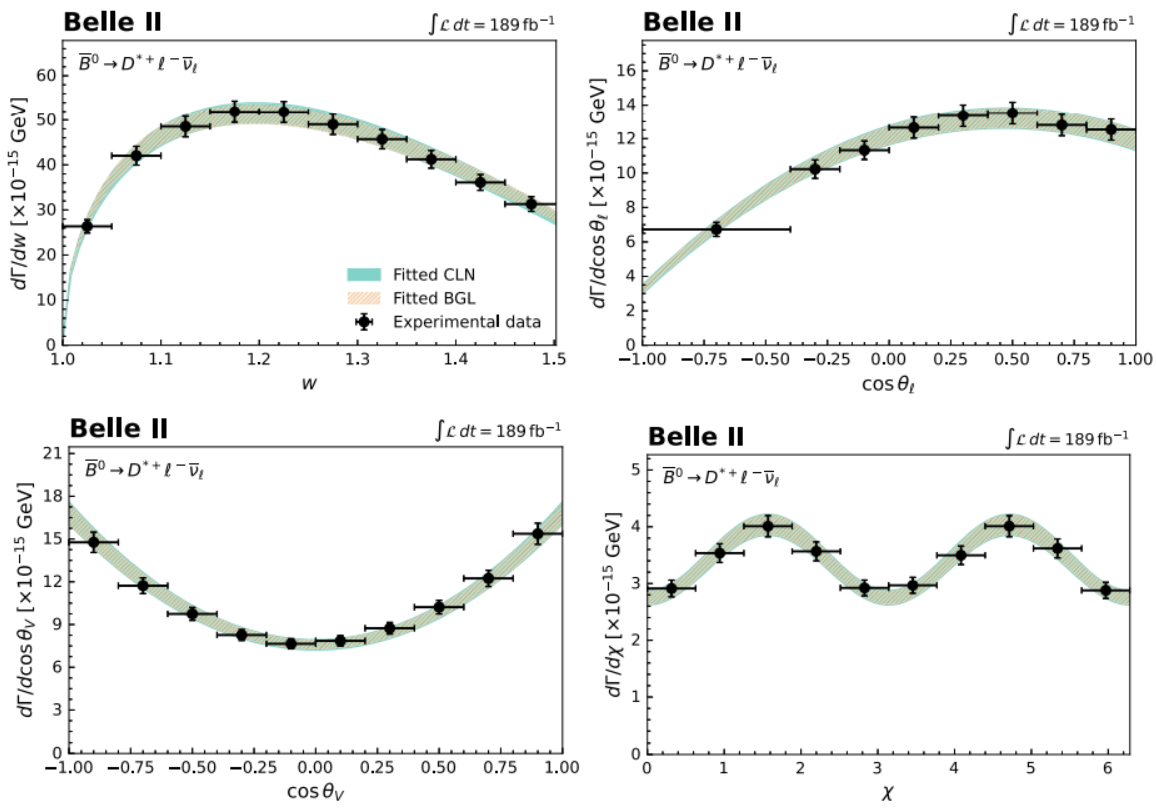 Belle II ∫ℒ dt = 189 fb⁻¹
B̅⁰ → D*⁺ ℓ⁻ ν̅ℓ
dΓ/dw [×10⁻¹⁵ GeV]
60
50
40
30
20
10
0
Fitted CLN
Fitted BGL
Experimental data
1.0 1.1 1.2 1.3 1.4 1.5
w
Belle II ∫ℒ dt = 189 fb⁻¹
B̅⁰ → D*⁺ ℓ⁻ ν̅ℓ
dΓ/dcos θℓ [×10⁻¹⁵ GeV]
16
14
12
10
8
6
4
2
0
−1.00 −0.75 −0.50 −0.25 0.00 0.25 0.50 0.75 1.00
cos θℓ
Belle II ∫ℒ dt = 189 fb⁻¹
B̅⁰ → D*⁺ ℓ⁻ ν̅ℓ
dΓ/dcos θV [×10⁻¹⁵ GeV]
21
18
15
12
9
6
3
0
−1.00 −0.75 −0.50 −0.25 0.00 0.25 0.50 0.75 1.00
cos θV
Belle II ∫ℒ dt = 189 fb⁻¹
B̅⁰ → D*⁺ ℓ⁻ ν̅ℓ
dΓ/dχ [×10⁻¹⁵ GeV]
5
4
3
2
1
0
0 1 2 3 4 5 6
χ